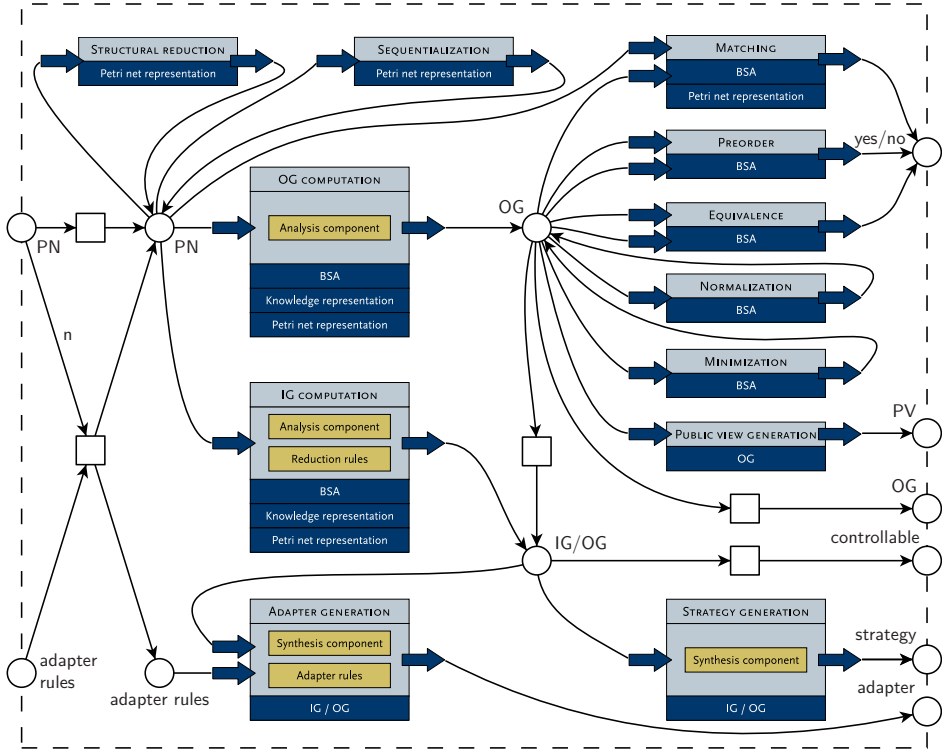 STRUCTURAL REDUCTION
Petri net representation
SEQUENTIALIZATION
Petri net representation
MATCHING
BSA
Petri net representation
yes/no
PREORDER
BSA
OG COMPUTATION
Analysis component
BSA
Knowledge representation
Petri net representation
PN
PN
OG
EQUIVALENCE
BSA
NORMALIZATION
BSA
n
MINIMIZATION
BSA
IG COMPUTATION
Analysis component
Reduction rules
BSA
Knowledge representation
Petri net representation
PUBLIC VIEW GENERATION
OG
PV
OG
IG/OG
controllable
ADAPTER GENERATION
Synthesis component
Adapter rules
IG / OG
STRATEGY GENERATION
Synthesis component
IG / OG
strategy
adapter
adapter
rules
adapter rules